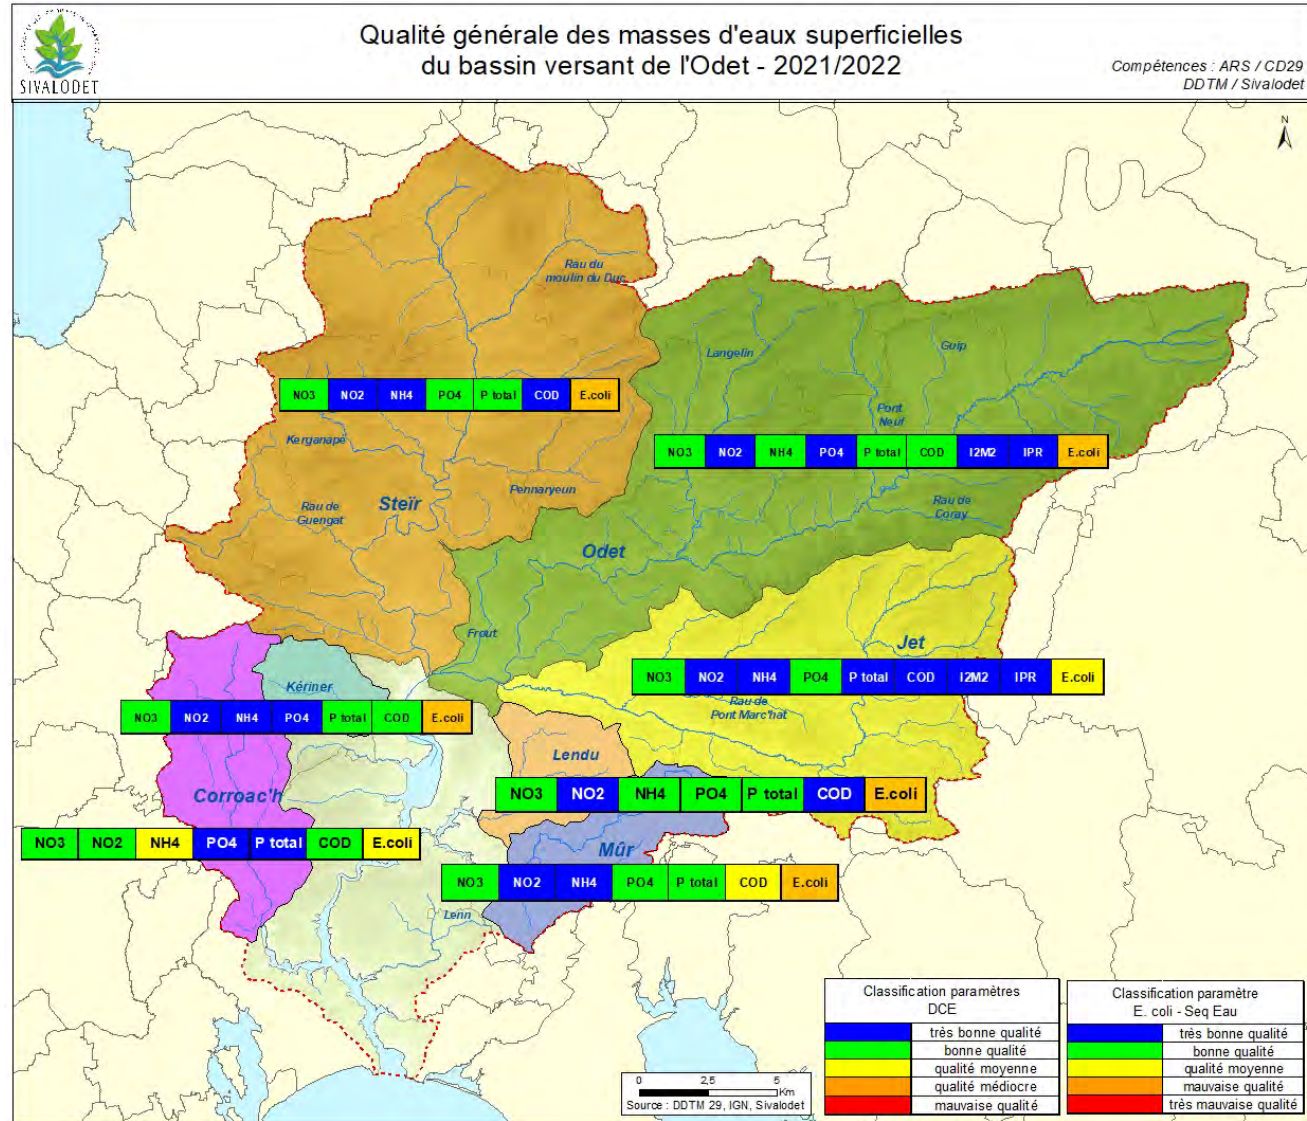 SIVALODET
Qualité générale des masses d'eaux superficielles
du bassin versant de l'Odet - 2021/2022
Compétences : ARS / CD29
DDTM / Sivalodet
N
Rau du
moulin du Duc
Langelin
Guip
NO3 NO2 NH4 PO4 P total COD E.coli
Pont
Neuf
Kerganapé
NO3 NO2 NH4 PO4 P total COD I2M2 IPR E.coli
Pennaryeun
Steïr
Rau de
Guengat
Rau de
Coray
Odet
Frout
Jet
NO3 NO2 NH4 PO4 P total COD I2M2 IPR E.coli
Kériner
Rau de
Pont Marc'hat
NO3 NO2 NH4 PO4 P total COD E.coli
Lendu
Corroac'h
NO3 NO2 NH4 PO4 P total COD E.coli
NO3 NO2 NH4 PO4 P total COD E.coli
Mûr
NO3 NO2 NH4 PO4 P total COD E.coli
Lenn
Classification paramètres
DCE
très bonne qualité
bonne qualité
qualité moyenne
qualité médiocre
mauvaise qualité
Classification paramètre
E. coli - Seq Eau
très bonne qualité
bonne qualité
qualité moyenne
mauvaise qualité
très mauvaise qualité
0 2,5 5
Km
Source : DDTM 29, IGN, Sivalodet